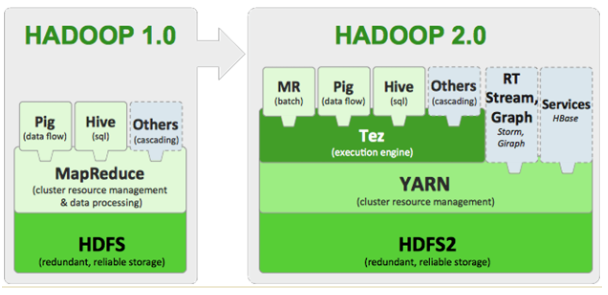 HADOOP 1.0
Pig
(data flow)
Hive
(sql)
Others
(cascading)
MapReduce
(cluster resource management
& data processing)
HDFS
(redundant, reliable storage)
HADOOP 2.0
MR
(batch)
Pig
(data flow)
Hive
(sql)
Others
(cascading)
RT
Stream,
Graph
Storm,
Giraph
Services
HBase
Tez
(execution engine)
YARN
(cluster resource management)
HDFS2
(redundant, reliable storage)